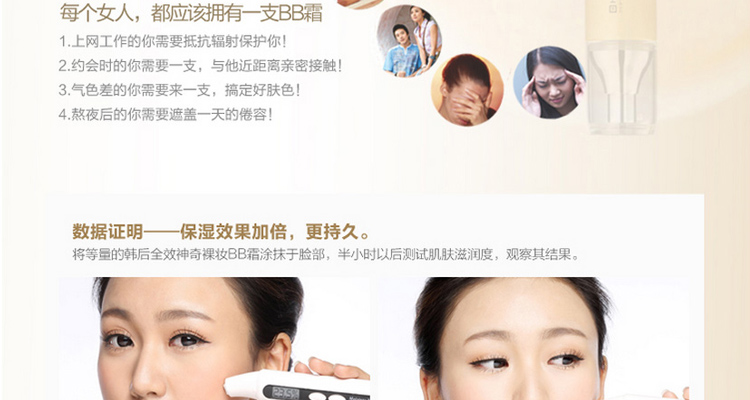 每个女人，都应该拥有一支BB霜
1.上网工作的你需要抵抗辐射保护你！
2.约会时的你需要一支，与他近距离亲密接触！
3.气色差的你需要来一支，搞定好肤色！
4.熬夜后的你需要遮盖一天的倦容！
数据证明——保湿效果加倍，更持久。
将等量的韩后全效神奇裸妆BB霜涂抹于脸部，半小时以后测试肌肤滋润度，观察其结果。
23.5%